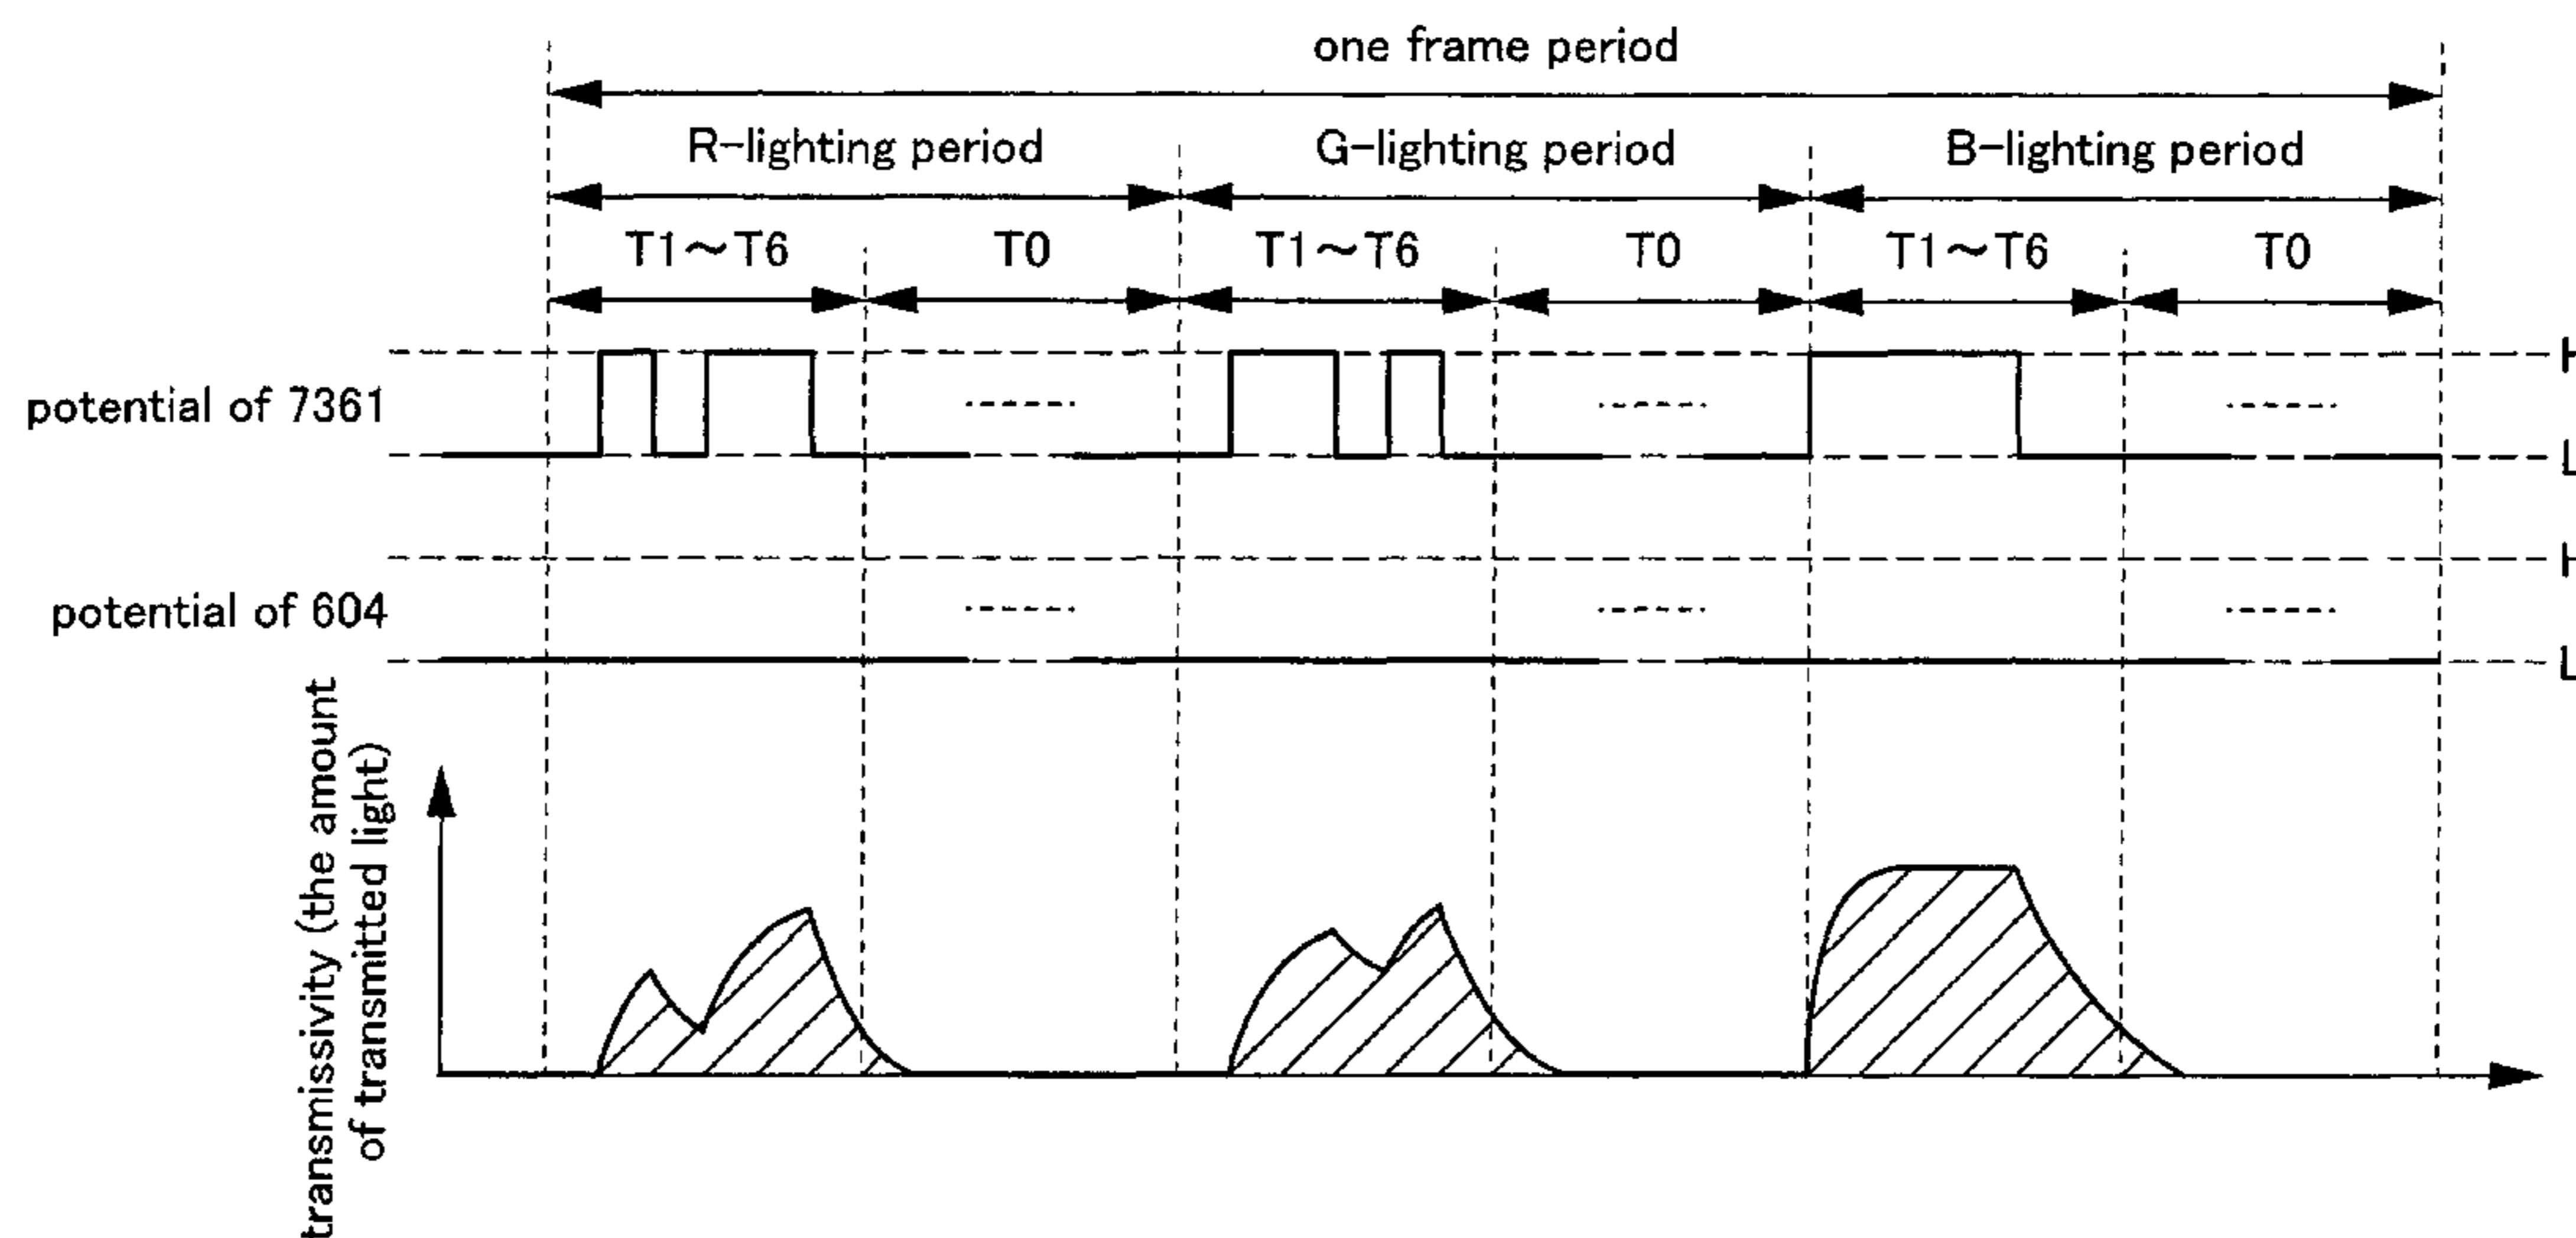 one frame period
R-lighting period G-lighting period B-lighting period
T1～T6 T0 T1～T6 T0 T1～T6 T0
potential of 7361
H
L
potential of 604
H
L
transmissivity (the amount
of transmitted light)